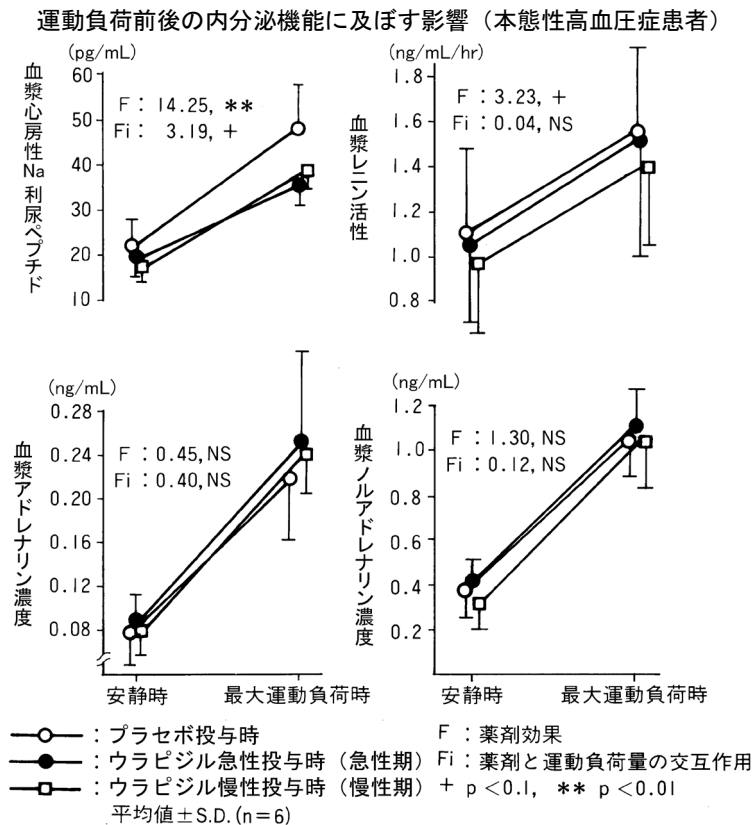 運動負荷前後の内分泌機能に及ぼす影響（本態性高血圧症患者）
(pg/mL)
血漿心房性Na利尿ペプチド
60
50
40
30
20
10
F：14.25, **
Fi： 3.19, +
(ng/mL/hr)
血漿レニン活性
1.8
1.6
1.4
1.2
1.0
0.8
F：3.23, +
Fi：0.04, NS
(ng/mL)
血漿アドレナリン濃度
0.28
0.24
0.20
0.16
0.12
0.08
F：0.45, NS
Fi：0.40, NS
安静時 最大運動負荷時
(ng/mL)
血漿ノルアドレナリン濃度
1.2
1.0
0.8
0.6
0.4
0.2
F：1.30, NS
Fi：0.12, NS
安静時 最大運動負荷時
：プラセボ投与時 F：薬剤効果
：ウラピジル急性投与時（急性期） Fi：薬剤と運動負荷量の交互作用
：ウラピジル慢性投与時（慢性期） + p<0.1, ** p<0.01
平均値±S.D.(n=6)